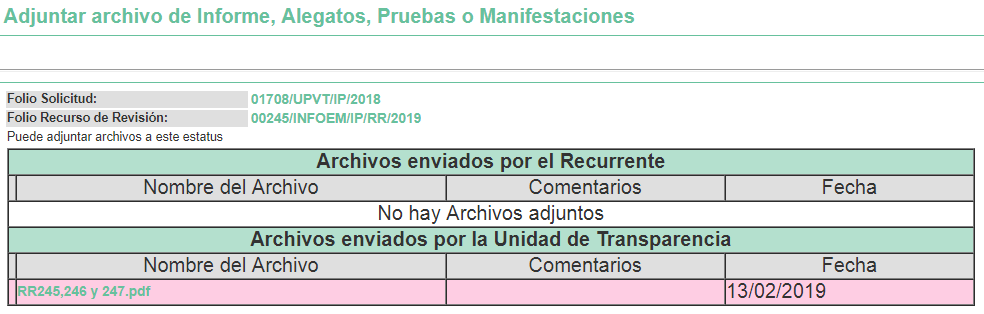 Adjuntar archivo de Informe, Alegatos, Pruebas o Manifestaciones
Folio Solicitud: 01708/UPVT/IP/2018
Folio Recurso de Revisión: 00245/INFOEM/IP/RR/2019
Puede adjuntar archivos a este estatus
Archivos enviados por el Recurrente
Nombre del Archivo Comentarios Fecha
No hay Archivos adjuntos
Archivos enviados por la Unidad de Transparencia
Nombre del Archivo Comentarios Fecha
RR245,246 y 247.pdf 13/02/2019